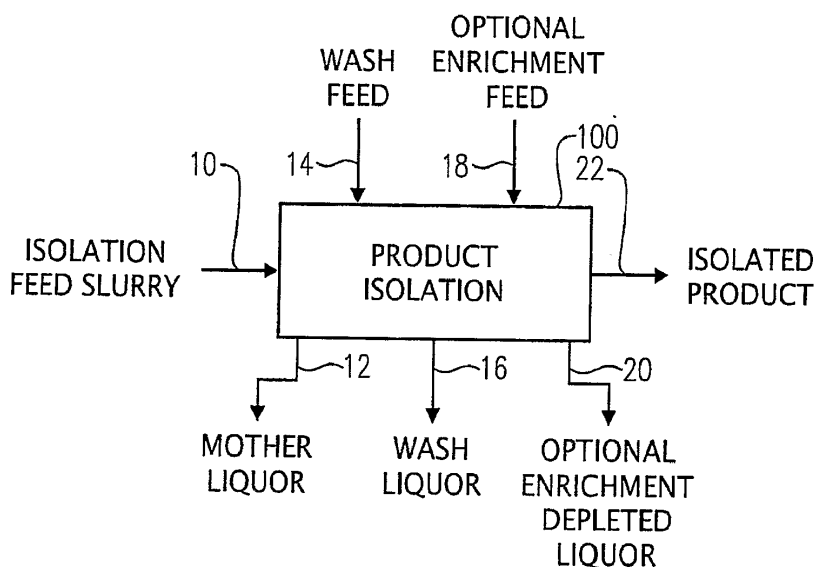 OPTIONAL
WASH ENRICHMENT
FEED FEED
100
14 18 22
10
ISOLATION
FEED SLURRY
PRODUCT
ISOLATION
ISOLATED
PRODUCT
12 16 20
MOTHER
LIQUOR
WASH
LIQUOR
OPTIONAL
ENRICHMENT
DEPLETED
LIQUOR